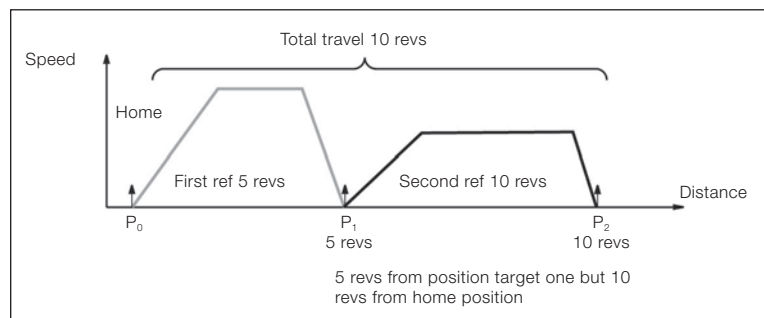 Total travel 10 revs
Speed
Home
First ref 5 revs
Second ref 10 revs
Distance
P₀
P₁
P₂
5 revs
10 revs
5 revs from position target one but 10
revs from home position